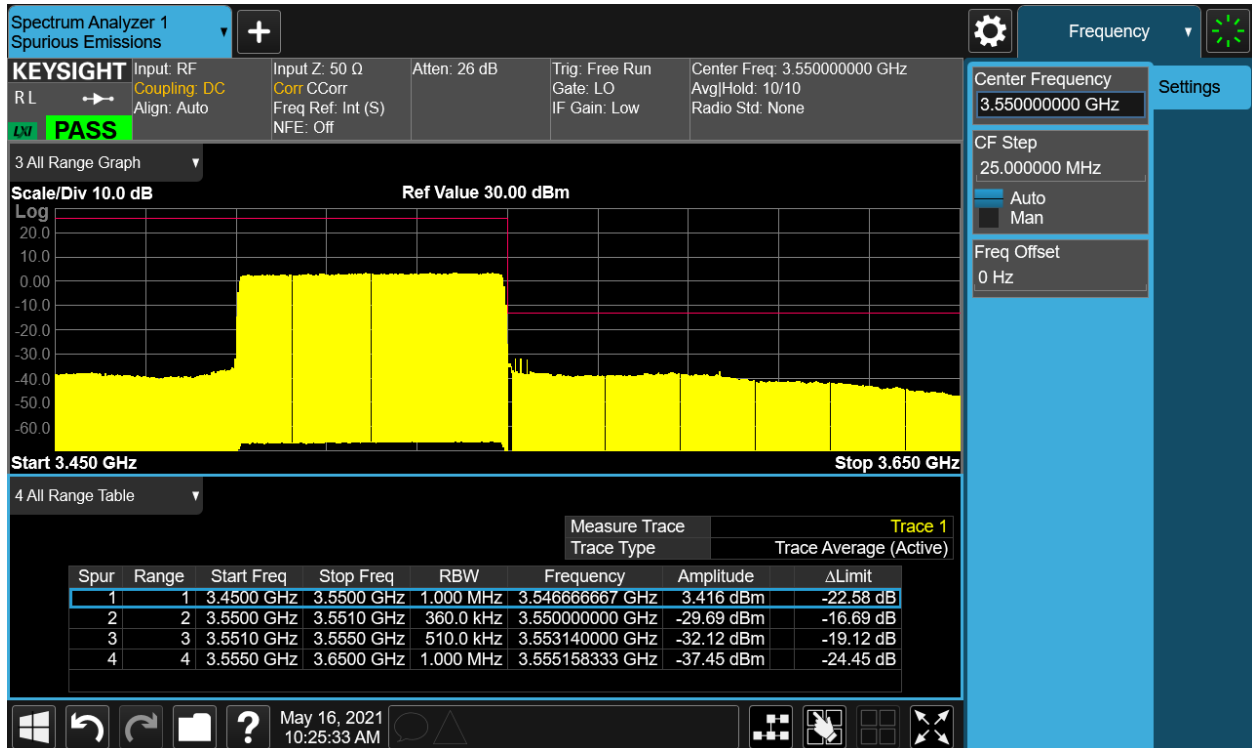 Spectrum Analyzer 1
Spurious Emissions
Frequency
KEYSIGHT
R L
LXI
PASS
Input: RF
Coupling: DC
Align: Auto
Input Z: 50 Ω
Corr CCorr
Freq Ref: Int (S)
NFE: Off
Atten: 26 dB
Trig: Free Run
Gate: LO
IF Gain: Low
Center Freq: 3.550000000 GHz
Avg|Hold: 10/10
Radio Std: None
Center Frequency
3.550000000 GHz
Settings
CF Step
25.000000 MHz
Auto
Man
Freq Offset
0 Hz
3 All Range Graph
Scale/Div 10.0 dB Ref Value 30.00 dBm
Log
20.0
10.0
0.00
-10.0
-20.0
-30.0
-40.0
-50.0
-60.0
Start 3.450 GHz Stop 3.650 GHz
4 All Range Table
Measure Trace Trace 1
Trace Type Trace Average (Active)
Spur Range Start Freq Stop Freq RBW Frequency Amplitude ΔLimit
1 1 3.4500 GHz 3.5500 GHz 1.000 MHz 3.546666667 GHz 3.416 dBm -22.58 dB
2 2 3.5500 GHz 3.5510 GHz 360.0 kHz 3.550000000 GHz -29.69 dBm -16.69 dB
3 3 3.5510 GHz 3.5550 GHz 510.0 kHz 3.553140000 GHz -32.12 dBm -19.12 dB
4 4 3.5550 GHz 3.6500 GHz 1.000 MHz 3.555158333 GHz -37.45 dBm -24.45 dB
?
May 16, 2021
10:25:33 AM